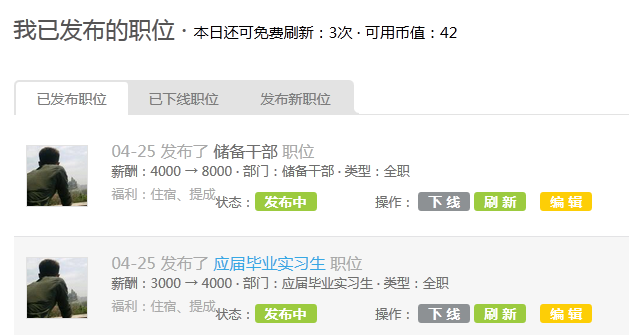 我已发布的职位 · 本日还可免费刷新：3次 · 可用币值：42
已发布职位 已下线职位 发布新职位
04-25 发布了 储备干部 职位
薪酬：4000 → 8000 · 部门：储备干部 · 类型：全职
福利：住宿、提成 状态： 发布中 操作： 下 线 刷 新 编 辑
04-25 发布了 应届毕业实习生 职位
薪酬：3000 → 4000 · 部门：应届毕业实习生 · 类型：全职
福利：住宿、提成 状态： 发布中 操作： 下 线 刷 新 编 辑